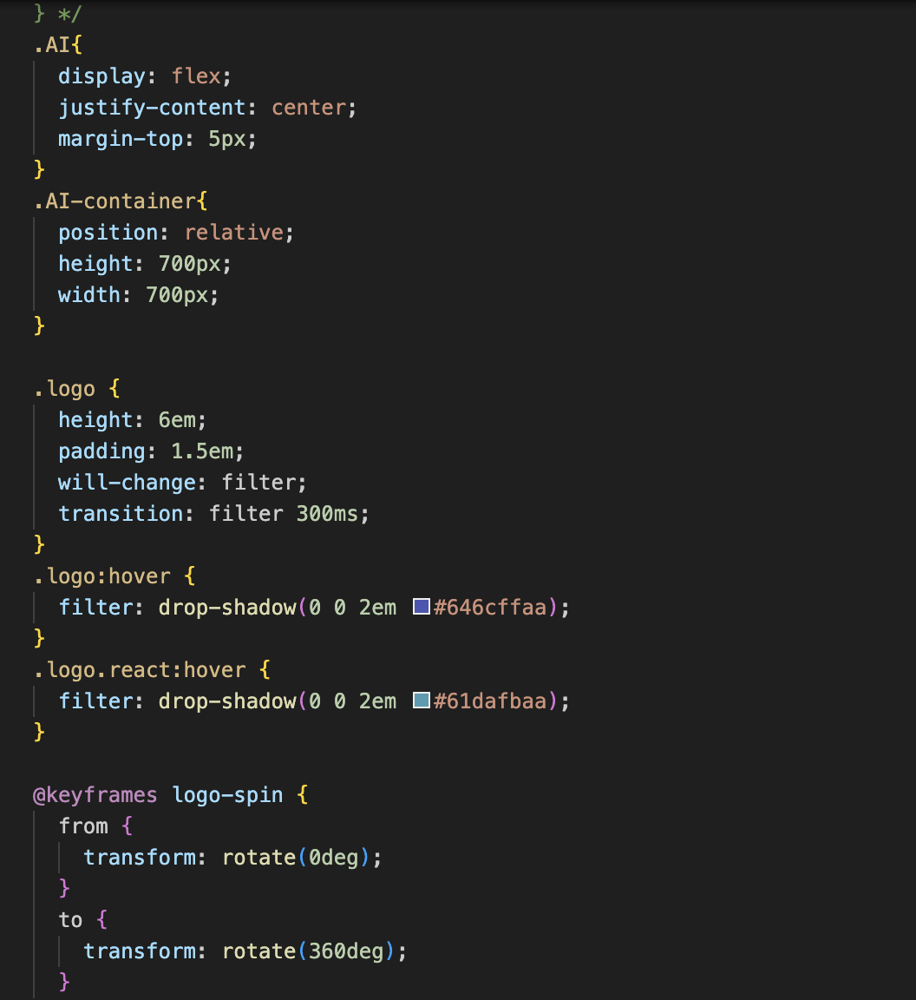 } */
.AI{
  display: flex;
  justify-content: center;
  margin-top: 5px;
}
.AI-container{
  position: relative;
  height: 700px;
  width: 700px;
}

.logo {
  height: 6em;
  padding: 1.5em;
  will-change: filter;
  transition: filter 300ms;
}
.logo:hover {
  filter: drop-shadow(0 0 2em #646cffaa);
}
.logo.react:hover {
  filter: drop-shadow(0 0 2em #61dafbaa);
}

@keyframes logo-spin {
  from {
    transform: rotate(0deg);
  }
  to {
    transform: rotate(360deg);
  }